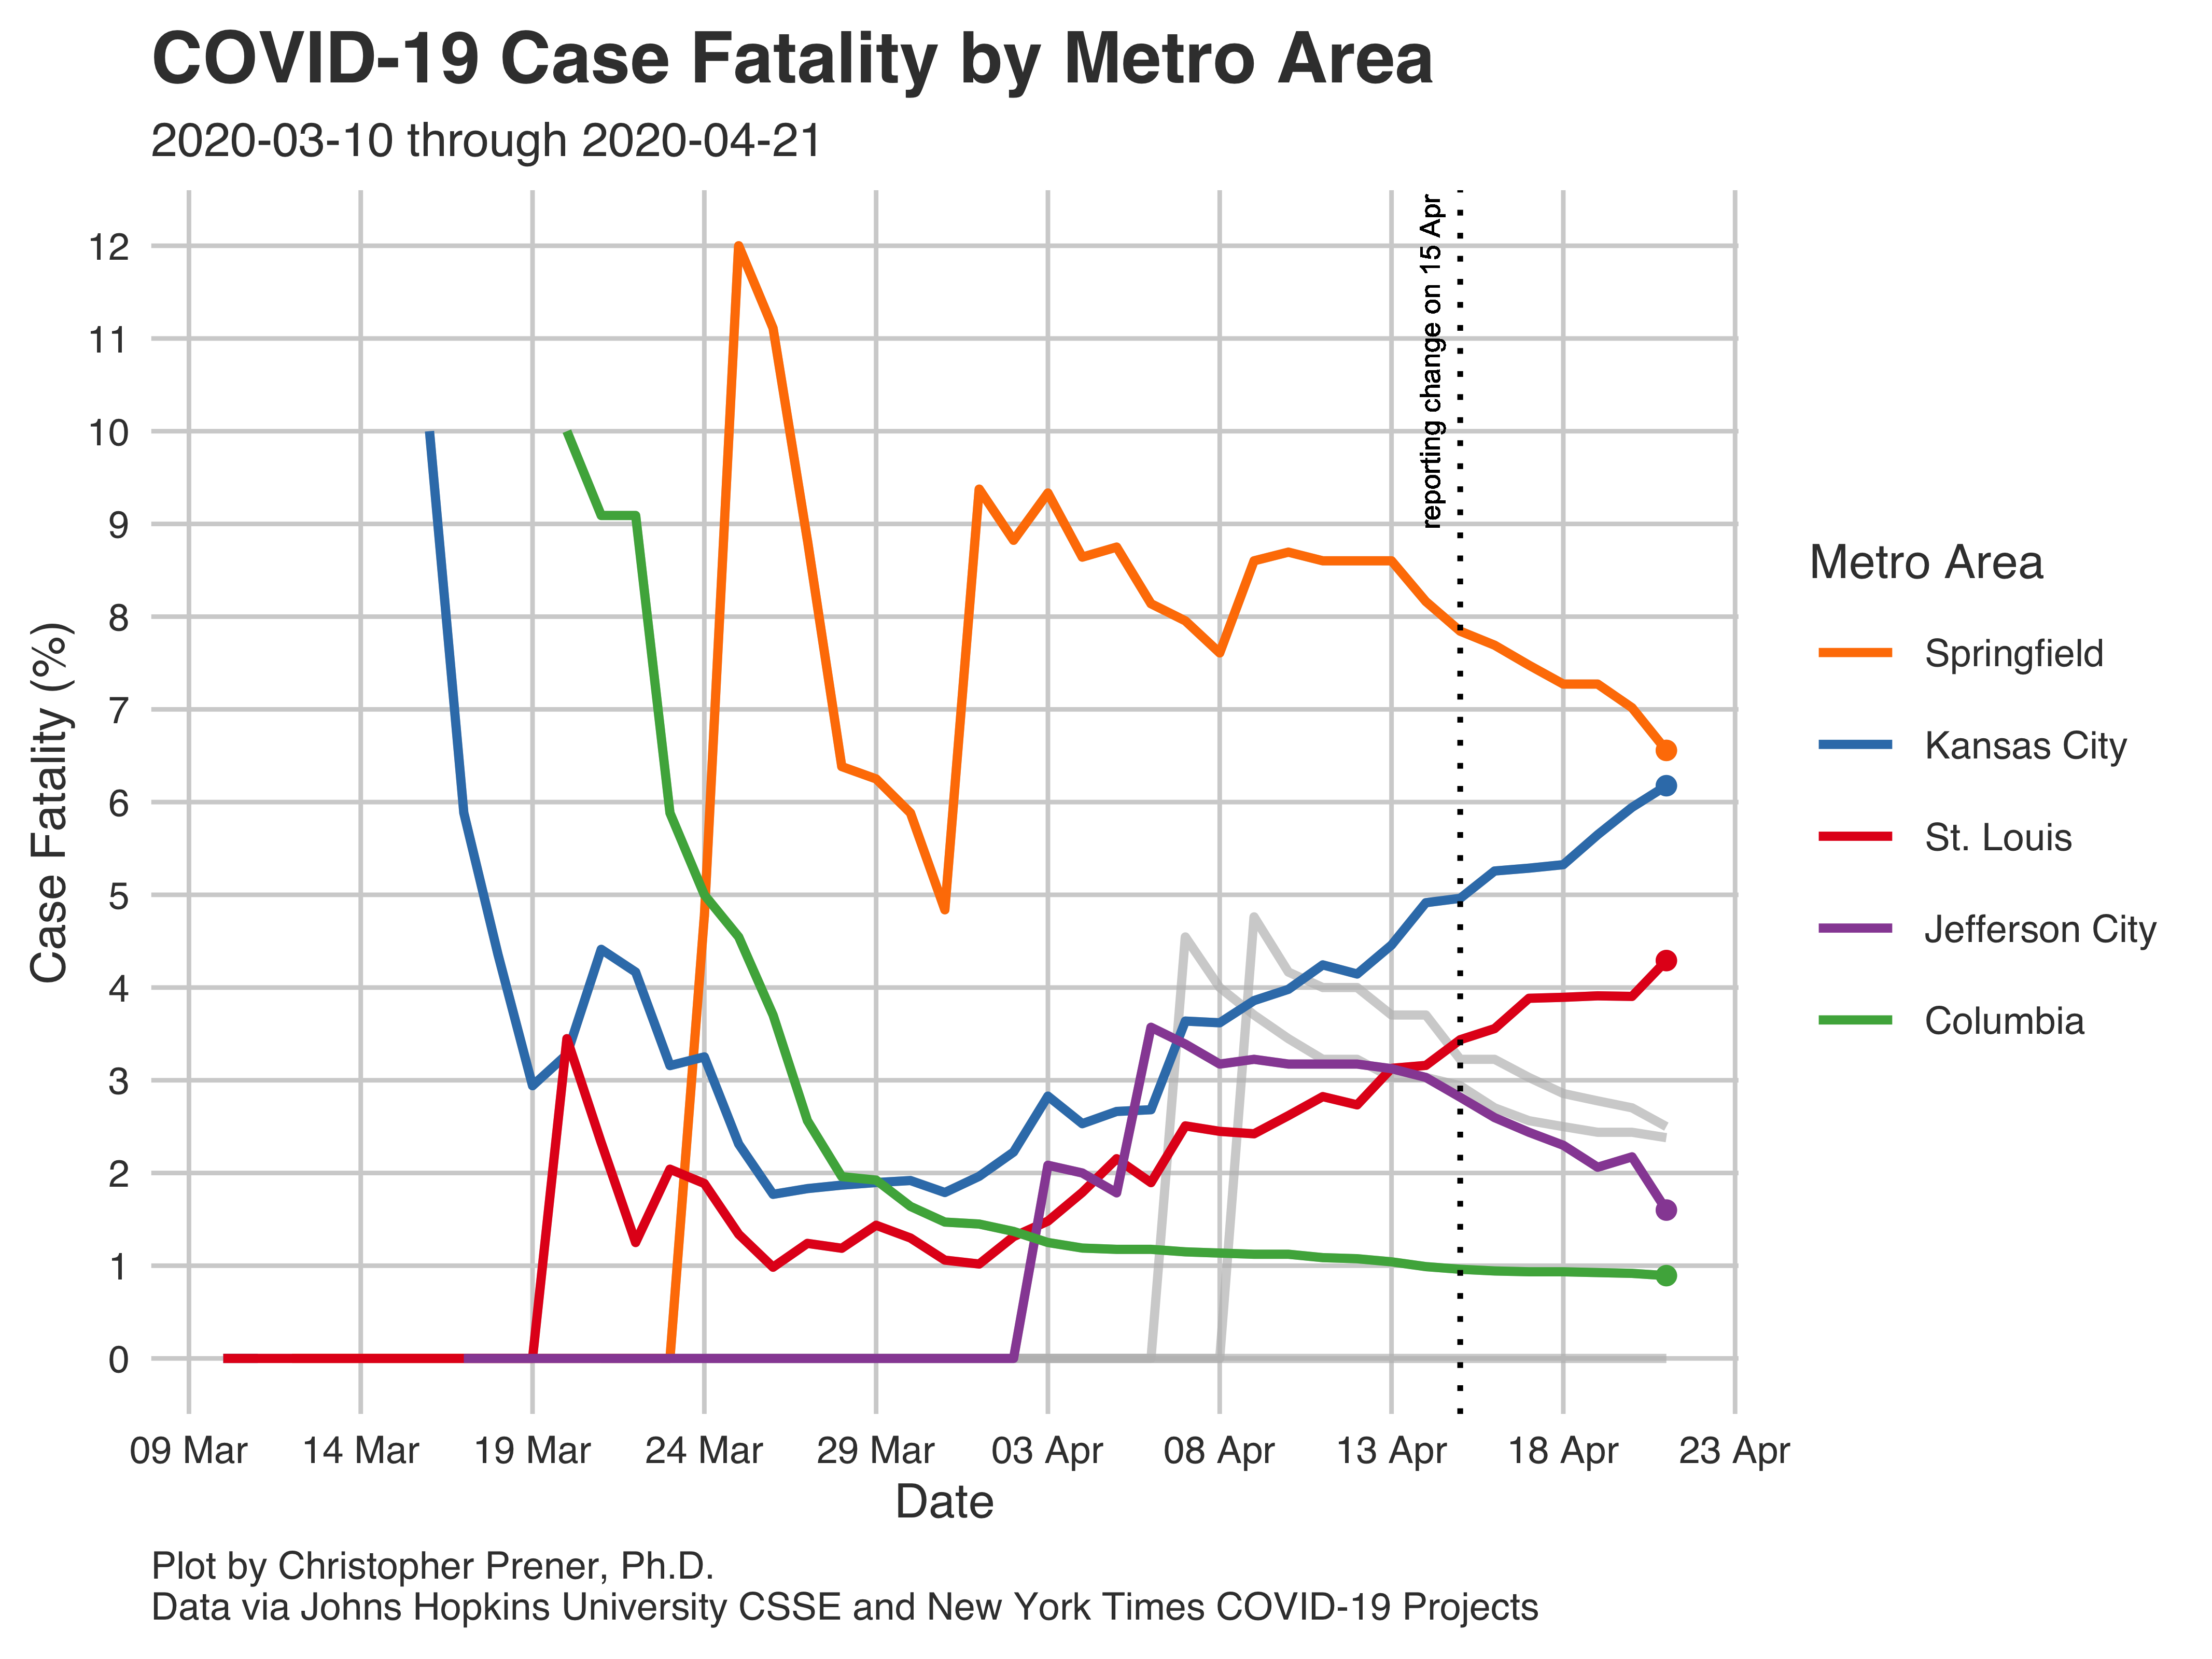 COVID-19 Case Fatality by Metro Area
2020-03-10 through 2020-04-21
reporting change on 15 Apr
12
11
10
9
8
7
6
5
4
3
2
1
0
Case Fatality (%)
09 Mar
14 Mar
19 Mar
24 Mar
29 Mar
03 Apr
08 Apr
13 Apr
18 Apr
23 Apr
Date
Metro Area
Springfield
Kansas City
St. Louis
Jefferson City
Columbia
Plot by Christopher Prener, Ph.D.
Data via Johns Hopkins University CSSE and New York Times COVID-19 Projects